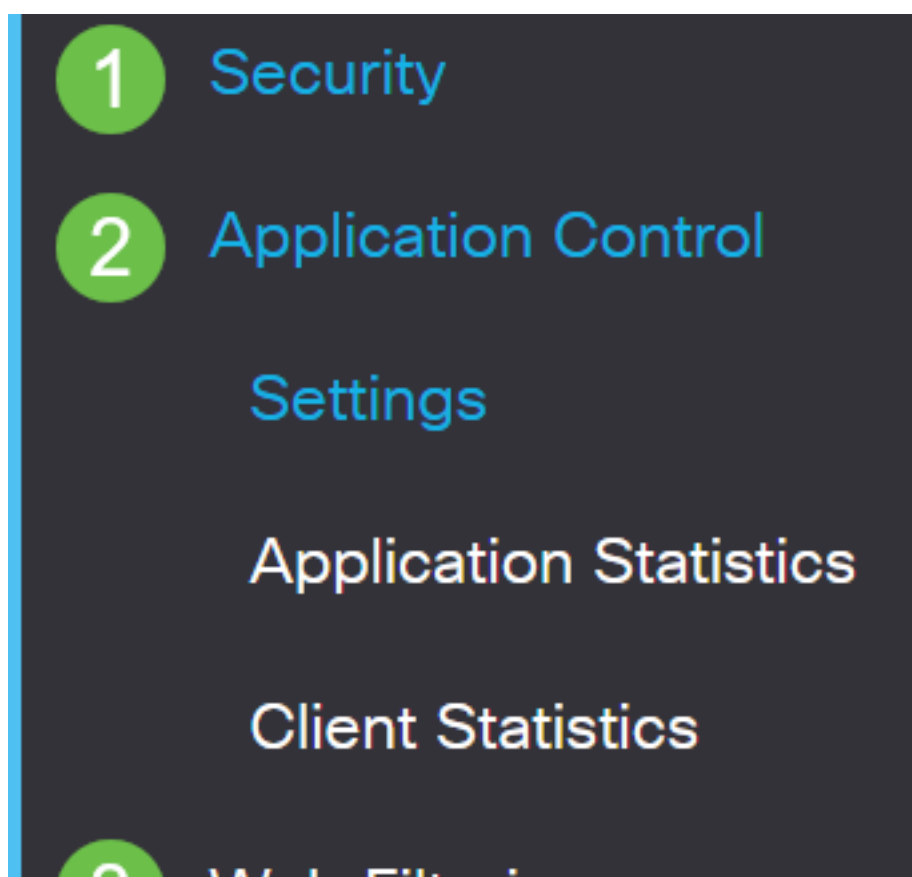 1 Security
2 Application Control
Settings
Application Statistics
Client Statistics